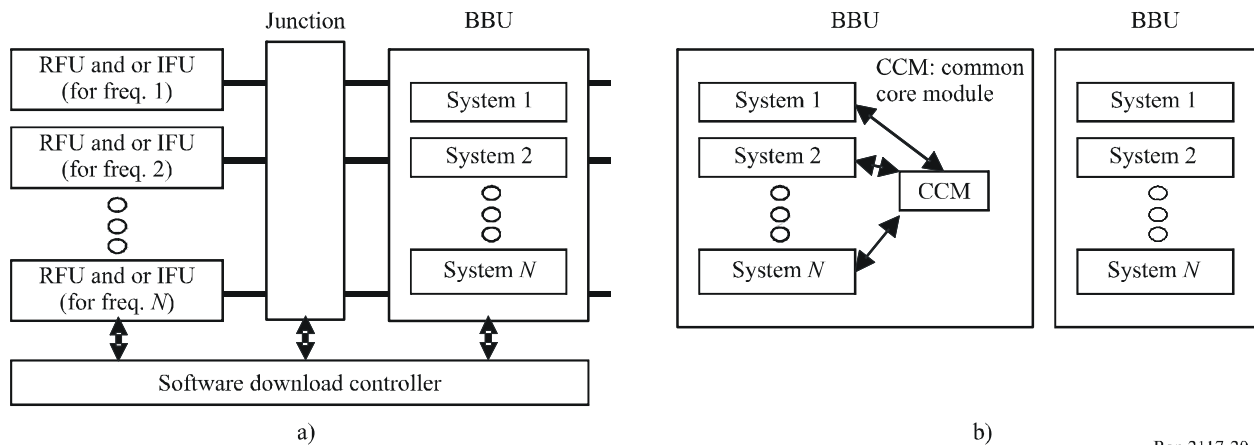 Junction
BBU
RFU and or IFU
(for freq. 1)
RFU and or IFU
(for freq. 2)
RFU and or IFU
(for freq. N)
System 1
System 2
System N
Software download controller
a)
BBU
CCM: common
core module
System 1
System 2
CCM
System N
BBU
System 1
System 2
System N
b)